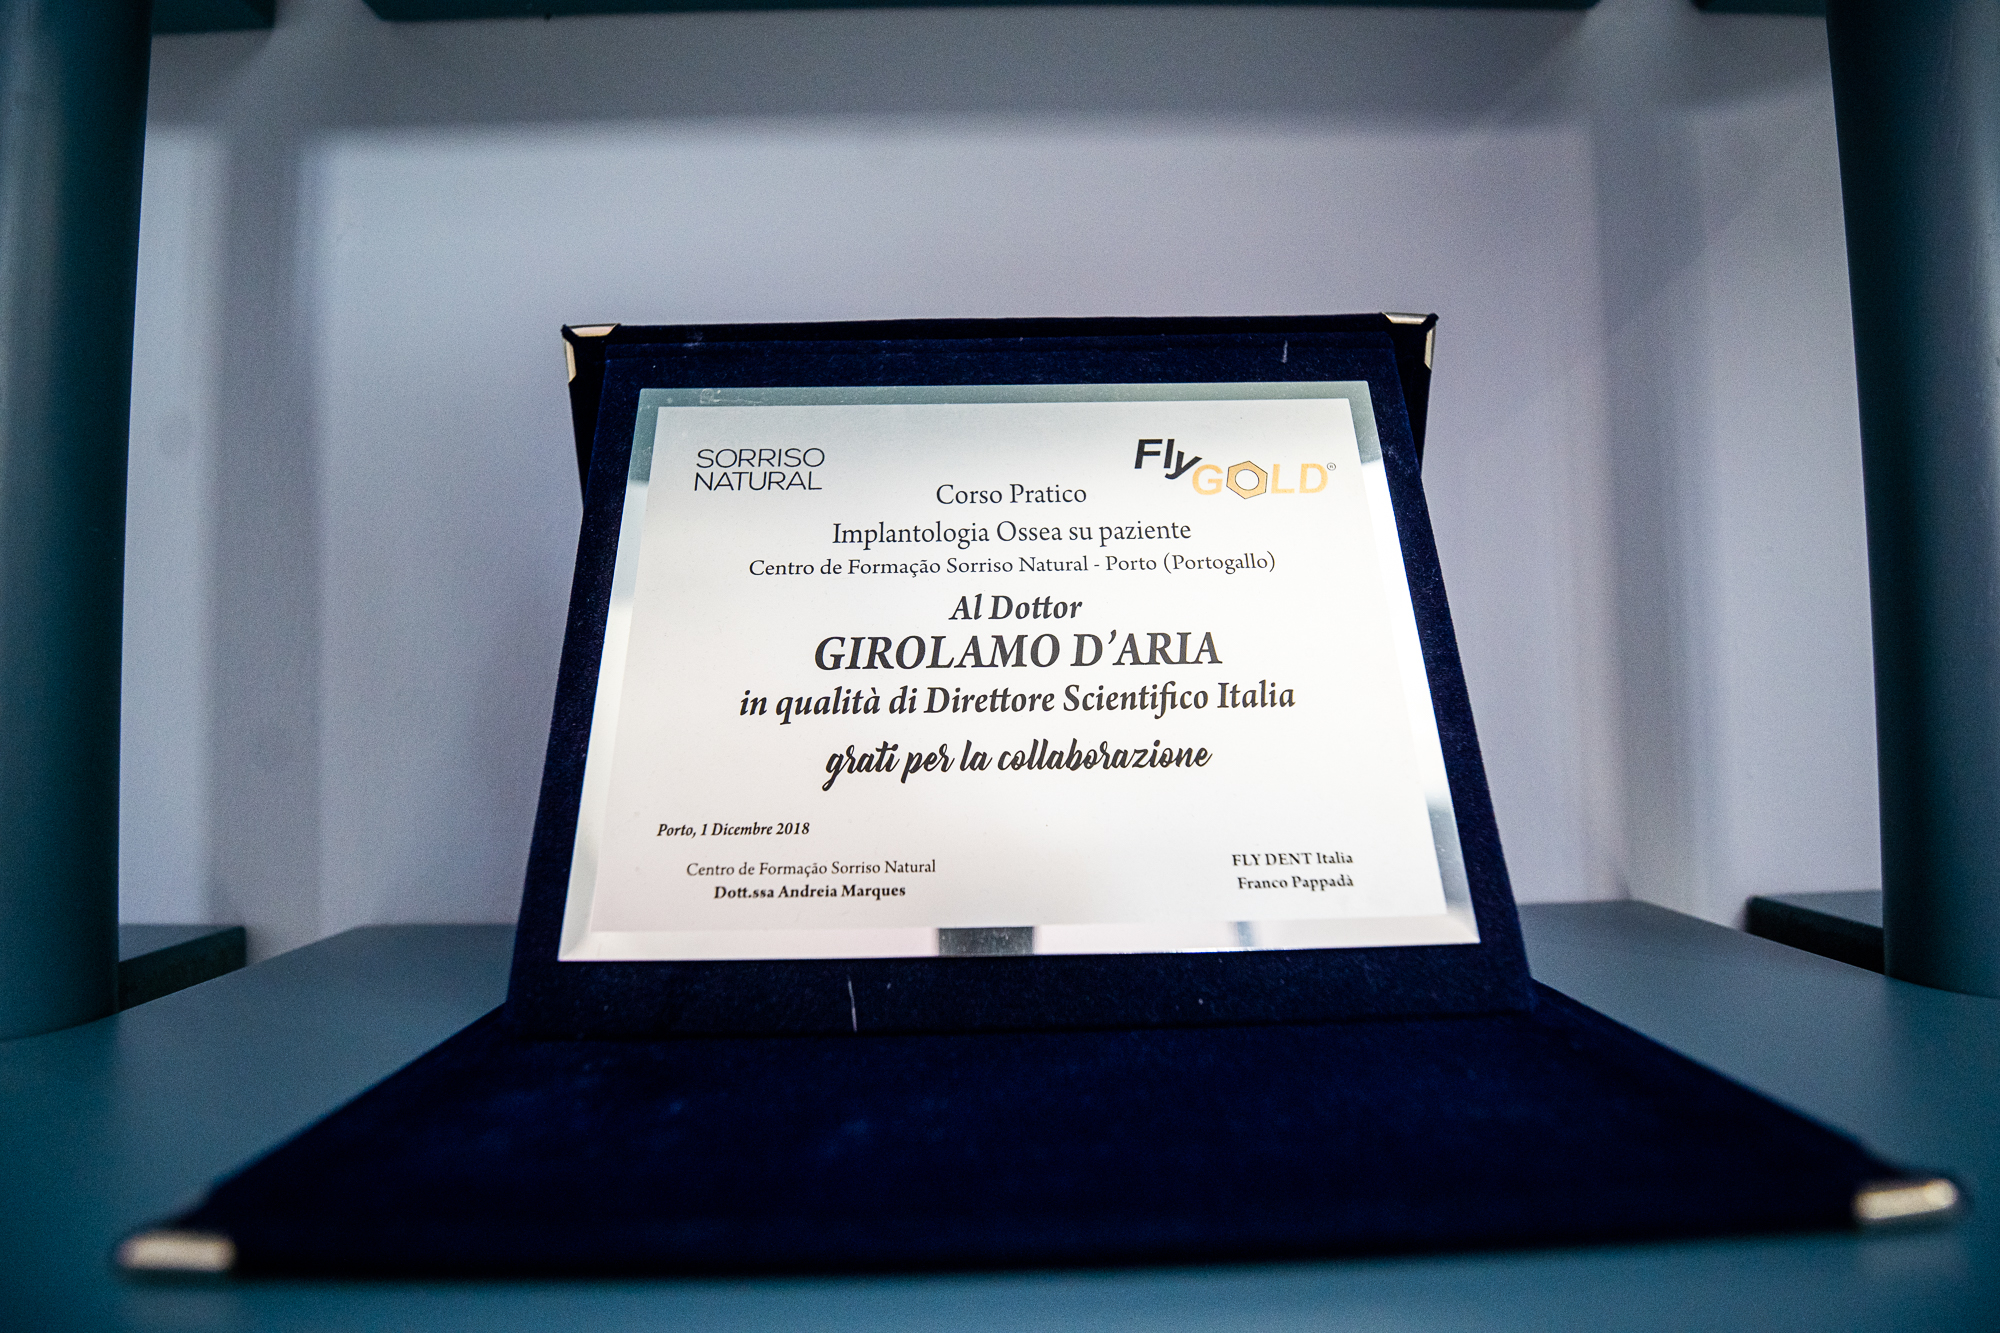 SORRISO
NATURAL
Fly
GOLD®
Corso Pratico
Implantologia Ossea su paziente
Centro de Formação Sorriso Natural - Porto (Portogallo)
Al Dottor
GIROLAMO D'ARIA
in qualità di Direttore Scientifico Italia
grati per la collaborazione
Porto, 1 Dicembre 2018
Centro de Formação Sorriso Natural
Dott.ssa Andreia Marques
FLY DENT Italia
Franco Pappadà